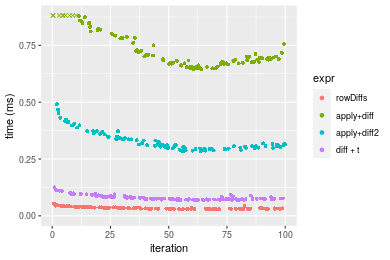 time (ms)
0.75
0.50
0.25
0.00
0
25
50
75
100
iteration
expr
rowDiffs
apply+diff
apply+diff2
diff + t